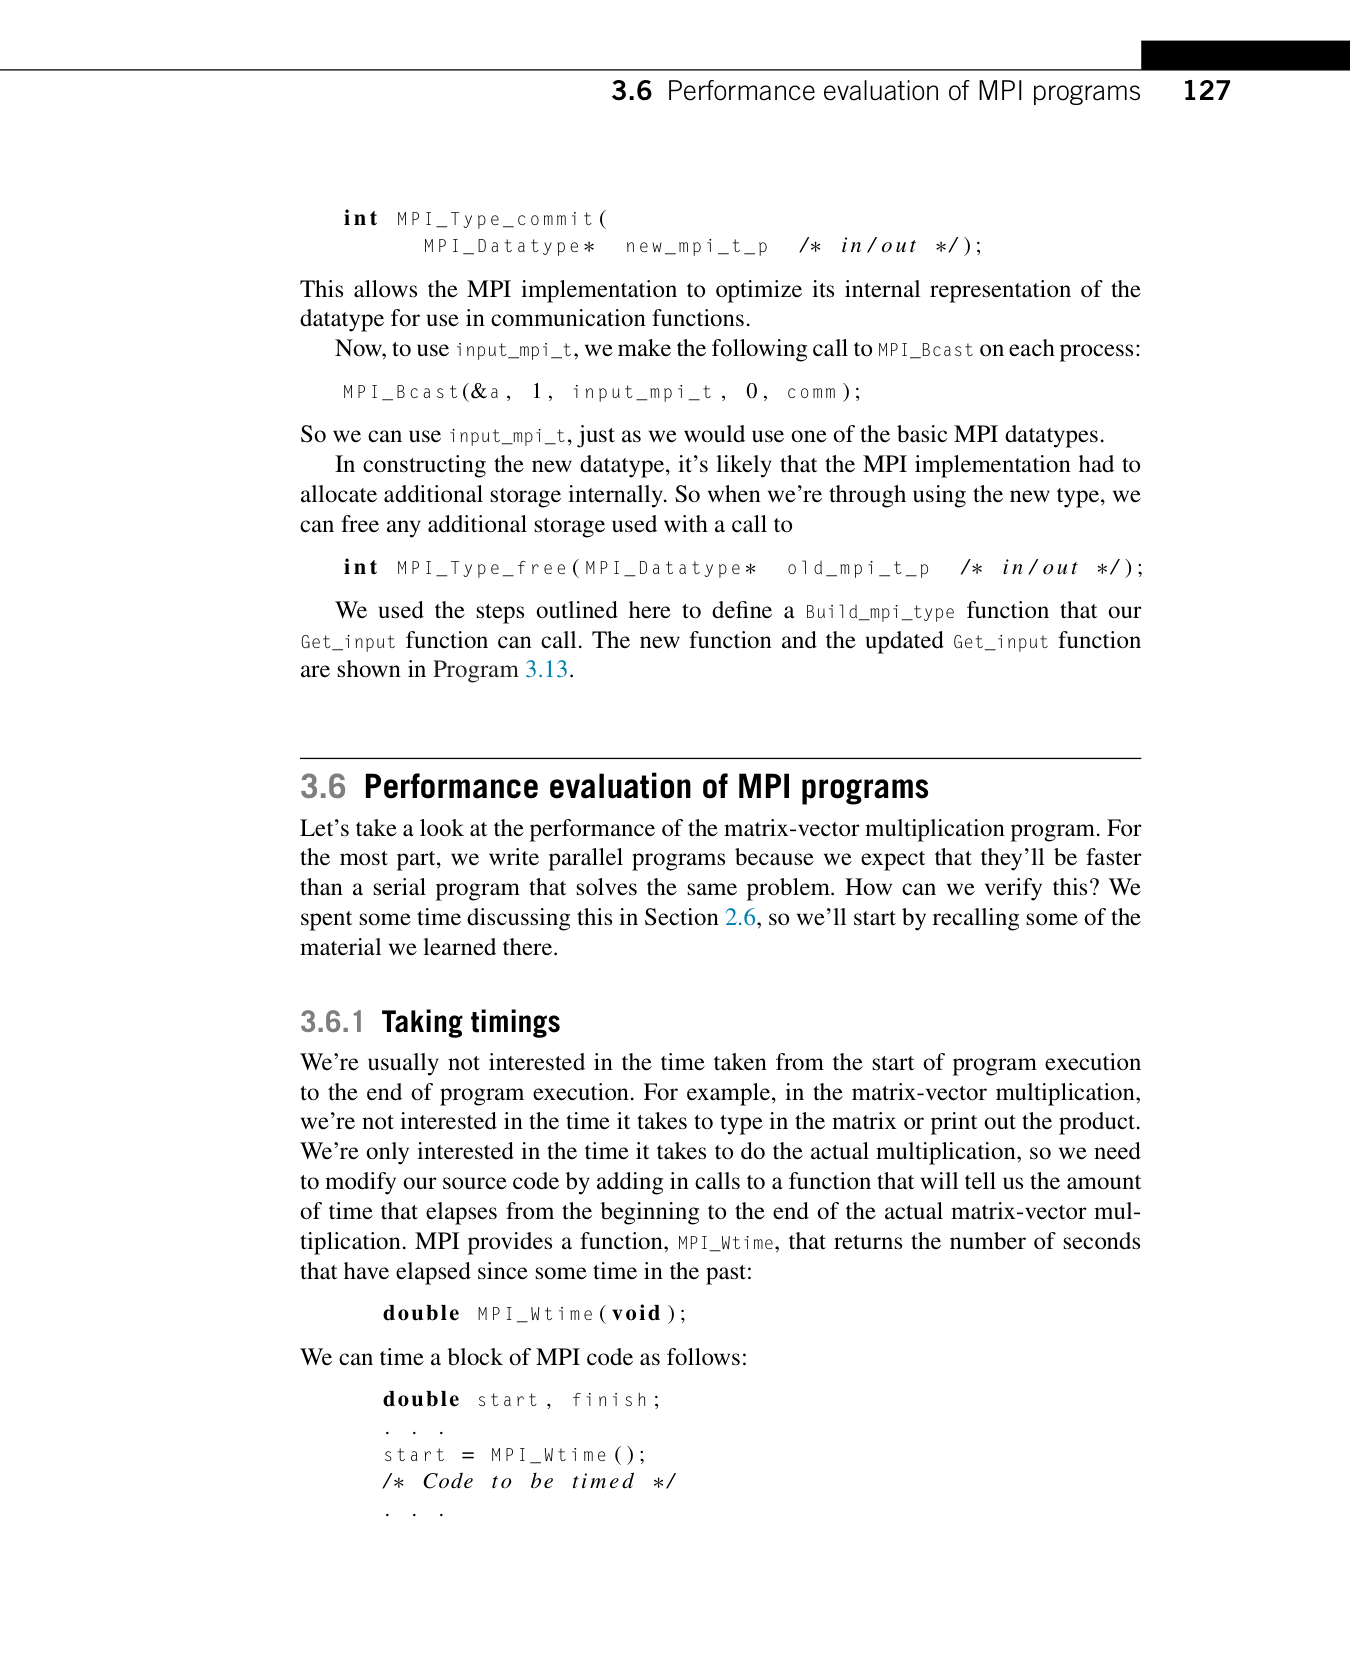 3.6 Performance evaluation of MPI programs 127
int MPI_Type_commit(
MPI_Datatype* new_mpi_t_p /* in/out */);
This allows the MPI implementation to optimize its internal representation of the
datatype for use in communication functions.
Now, to use input_mpi_t, we make the following call to MPI_Bcast on each process:
MPI_Bcast(&a, 1, input_mpi_t, 0, comm);
So we can use input_mpi_t, just as we would use one of the basic MPI datatypes.
In constructing the new datatype, it's likely that the MPI implementation had to
allocate additional storage internally. So when we're through using the new type, we
can free any additional storage used with a call to
int MPI_Type_free(MPI_Datatype* old_mpi_t_p /* in/out */);
We used the steps outlined here to define a Build_mpi_type function that our
Get_input function can call. The new function and the updated Get_input function
are shown in Program 3.13.
3.6 Performance evaluation of MPI programs
Let's take a look at the performance of the matrix-vector multiplication program. For
the most part, we write parallel programs because we expect that they'll be faster
than a serial program that solves the same problem. How can we verify this? We
spent some time discussing this in Section 2.6, so we'll start by recalling some of the
material we learned there.
3.6.1 Taking timings
We're usually not interested in the time taken from the start of program execution
to the end of program execution. For example, in the matrix-vector multiplication,
we're not interested in the time it takes to type in the matrix or print out the product.
We're only interested in the time it takes to do the actual multiplication, so we need
to modify our source code by adding in calls to a function that will tell us the amount
of time that elapses from the beginning to the end of the actual matrix-vector mul-
tiplication. MPI provides a function, MPI_Wtime, that returns the number of seconds
that have elapsed since some time in the past:
double MPI_Wtime(void);
We can time a block of MPI code as follows:
double start, finish;
. . .
start = MPI_Wtime();
/* Code to be timed */
. . .